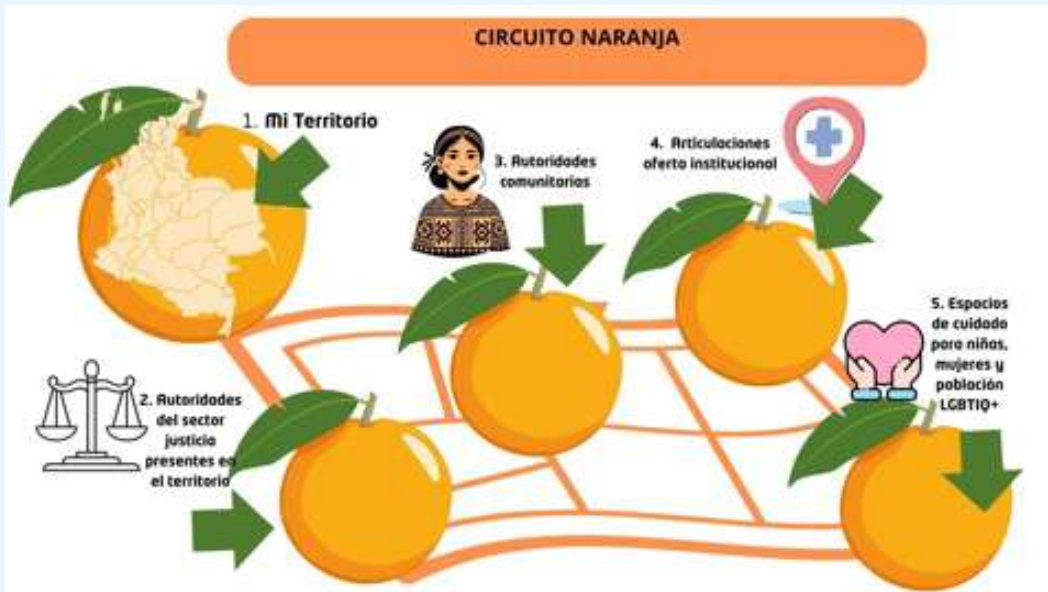 CIRCUITO NARANJA
1. Mi Territorio
2. Autoridades
del sector
justicia
presentes en
el territorio
3. Autoridades
comunitarias
4. Articulaciones
oferto institucional
5. Espacios
de cuidado
para niñas,
mujeres y
población
LGBTIQ+